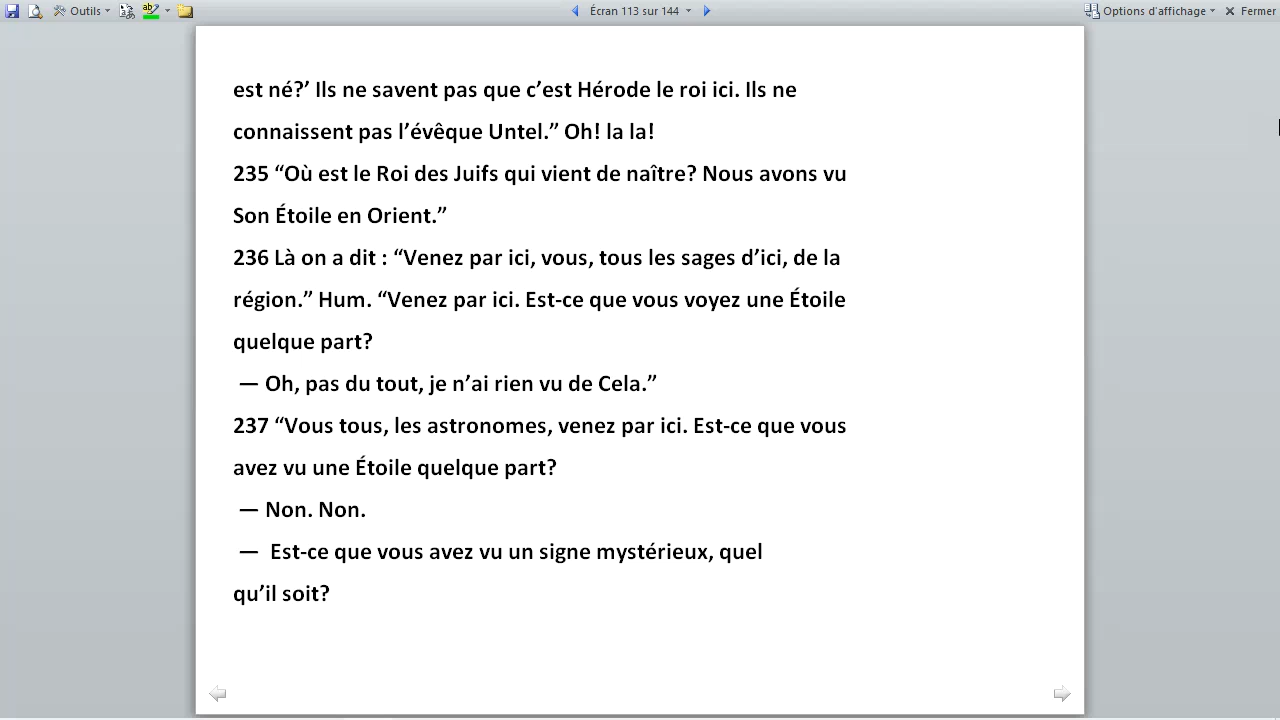 Outils
Écran 113 sur 144
Options d'affichage
Fermer
est né?’ Ils ne savent pas que c’est Hérode le roi ici. Ils ne
connaissent pas l’évêque Untel.” Oh! la la!
235 “Où est le Roi des Juifs qui vient de naître? Nous avons vu
Son Étoile en Orient.”
236 Là on a dit : “Venez par ici, vous, tous les sages d’ici, de la
région.” Hum. “Venez par ici. Est-ce que vous voyez une Étoile
quelque part?
— Oh, pas du tout, je n’ai rien vu de Cela.”
237 “Vous tous, les astronomes, venez par ici. Est-ce que vous
avez vu une Étoile quelque part?
— Non. Non.
— Est-ce que vous avez vu un signe mystérieux, quel
qu’il soit?